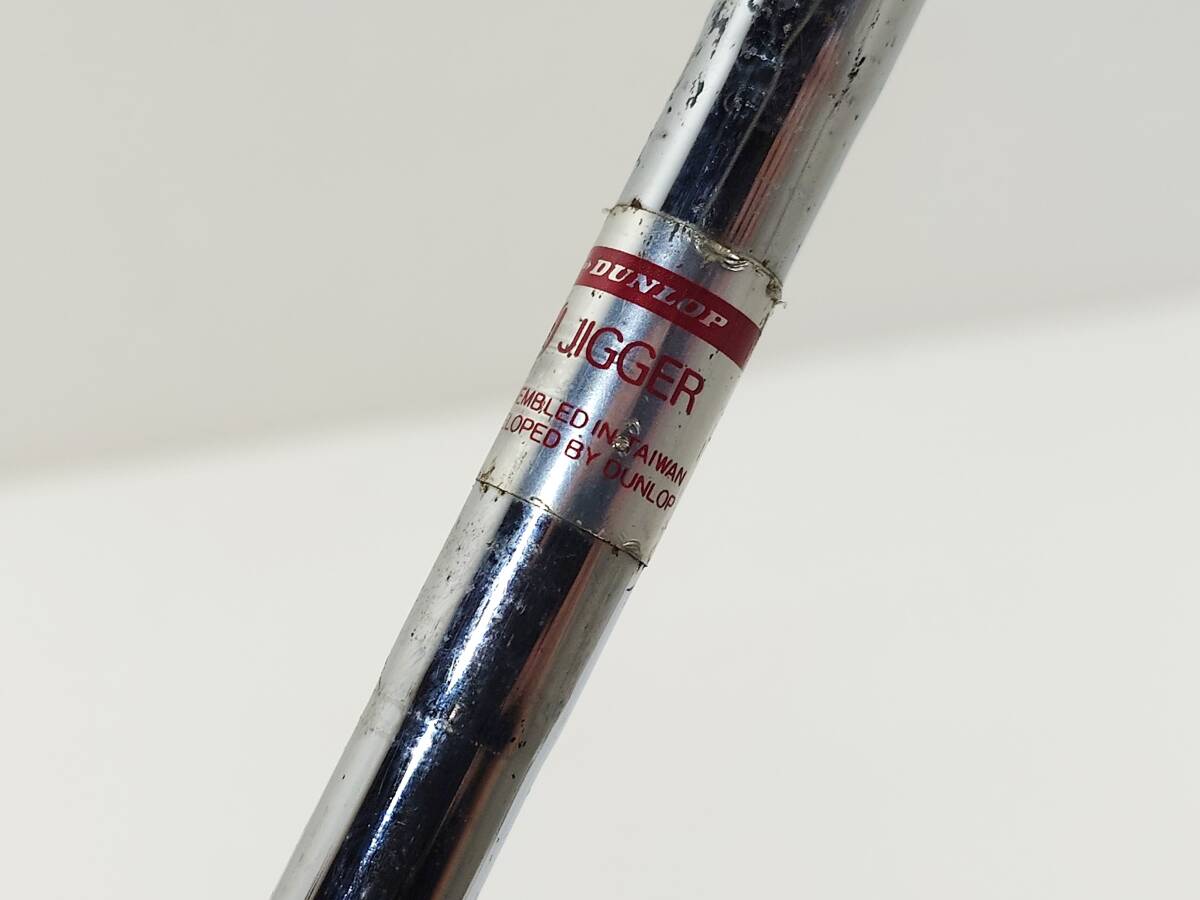 DUNLOP
JIGGER
EMBLED IN TAIWAN
LOPED BY DUNLOP